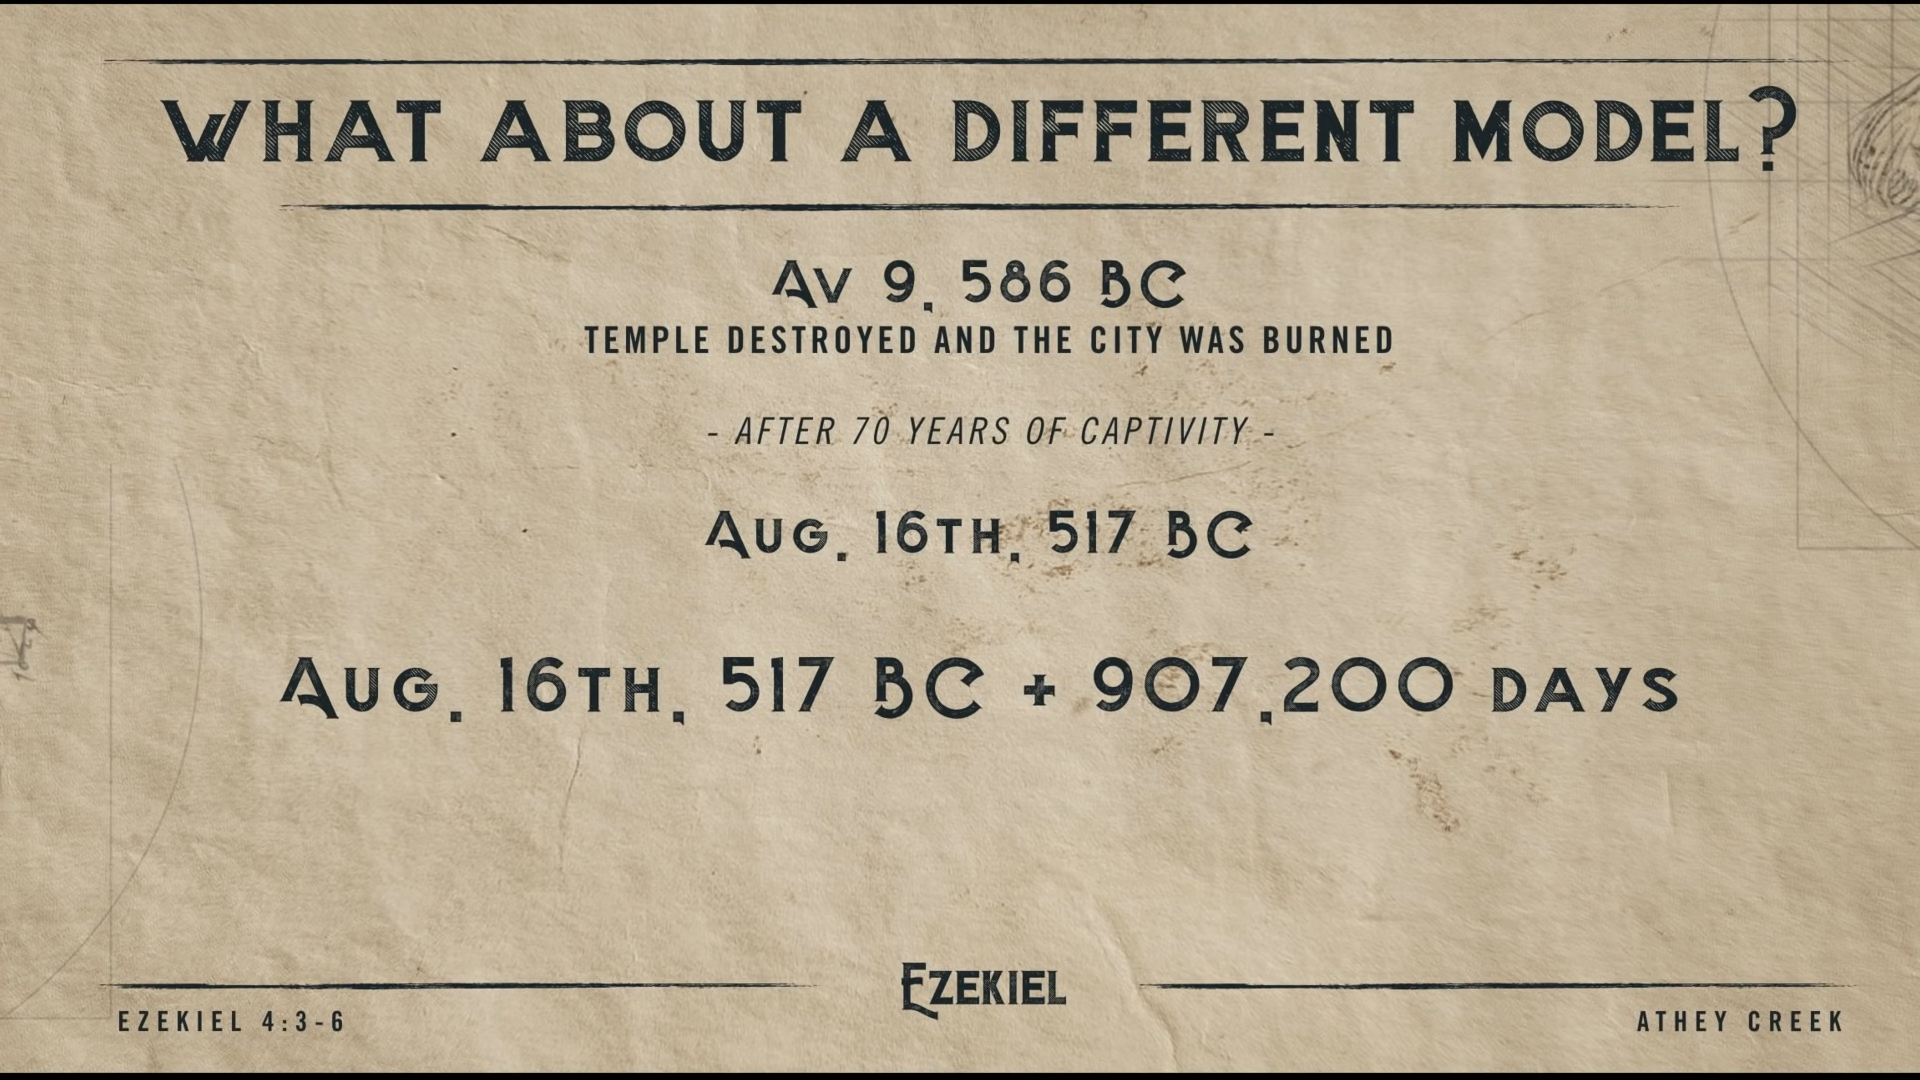 WHAT ABOUT A DIFFERENT MODEL?
AV 9, 586 BC
TEMPLE DESTROYED AND THE CITY WAS BURNED
- AFTER 70 YEARS OF CAPTIVITY -
AUG. 16TH, 517 BC
AUG. 16TH, 517 BC + 907,200 DAYS
EZEKIEL
EZEKIEL 4:3-6
ATHEY CREEK